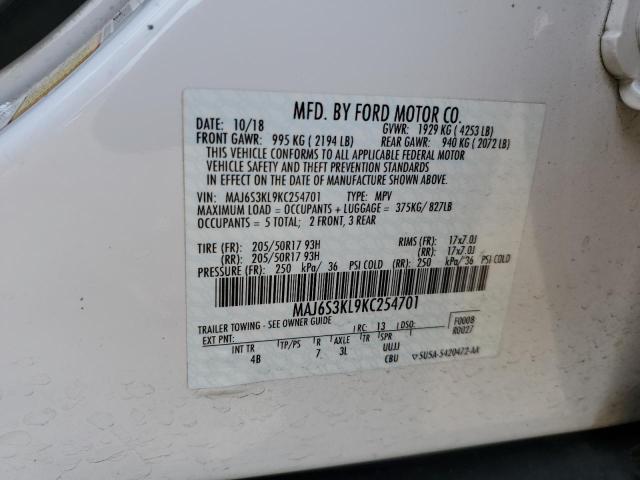 MFD. BY FORD MOTOR CO.
DATE: 10/18 GVWR: 1929 KG ( 4253 LB)
FRONT GAWR: 995 KG ( 2194 LB) REAR GAWR: 940 KG (2072 LB)
THIS VEHICLE CONFORMS TO ALL APPLICABLE FEDERAL MOTOR
VEHICLE SAFETY AND THEFT PREVENTION STANDARDS
IN EFFECT ON THE DATE OF MANUFACTURE SHOWN ABOVE.
VIN: MAJ6S3KL9KC254701 TYPE: MPV
MAXIMUM LOAD = OCCUPANTS + LUGGAGE = 375KG/ 827LB
OCCUPANTS = 5 TOTAL; 2 FRONT, 3 REAR
TIRE (FR): 205/50R17 93H RIMS (FR): 17x7.0J
(RR): 205/50R17 93H (RR): 17x7.0J
PRESSURE (FR): 250 kPa/ 36 PSI COLD (RR): 250 kPa/ 36 PSI COLD
MAJ6S3KL9KC254701
TRAILER TOWING - SEE OWNER GUIDE
EXT PNT: RC: 13 DSO: F0008
R0027
INT TR TP/PS R AXLE TR SPR
4B 7 3L UUJJ
CBU 5U5A-5420472-AA